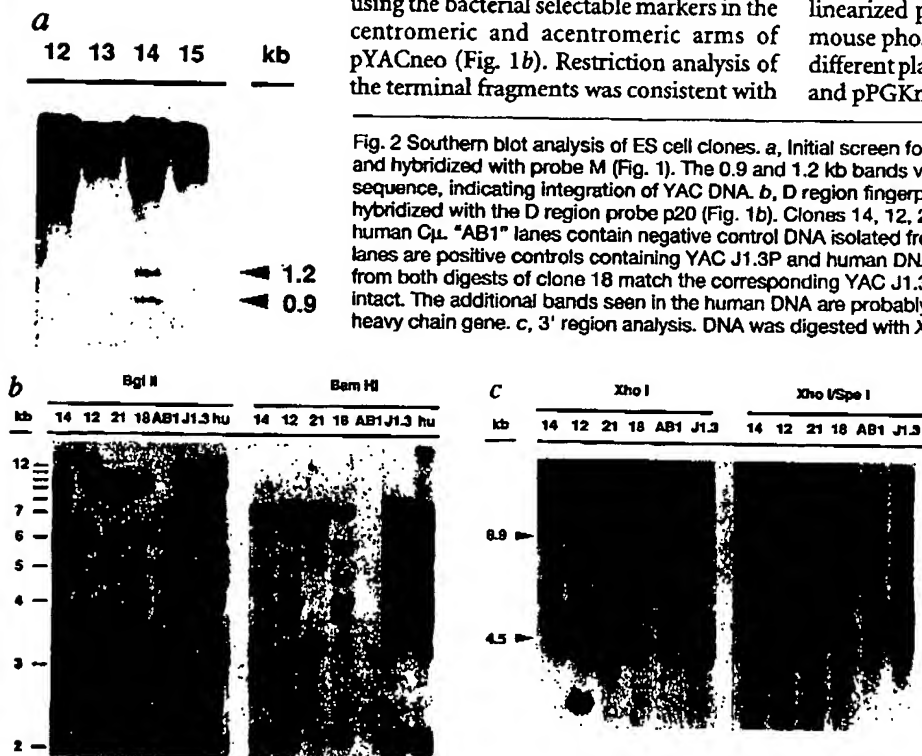 using the bacterial selectable markers in the
centromeric and acentromeric arms of
pYACneo (Fig. 1b). Restriction analysis of
the terminal fragments was consistent with
linearized p
mouse phos
different pla
and pPGKn
a
12 13 14 15 kb
1.2
0.9
Fig. 2 Southern blot analysis of ES cell clones. a, Initial screen fo
and hybridized with probe M (Fig. 1). The 0.9 and 1.2 kb bands v
sequence, indicating integration of YAC DNA. b, D region fingerp
hybridized with the D region probe p20 (Fig. 1b). Clones 14, 12, 2
human Cμ. "AB1" lanes contain negative control DNA isolated fro
lanes are positive controls containing YAC J1.3P and human DNA
from both digests of clone 18 match the corresponding YAC J1.3
intact. The additional bands seen in the human DNA are probably
heavy chain gene. c, 3' region analysis. DNA was digested with X
b
Bgl II Bam HI
kb 14 12 21 18 AB1 J1.3 hu 14 12 21 18 AB1 J1.3 hu
12
7
6
5
4
3
2
c
Xho I Xho I/Spe I
kb 14 12 21 18 AB1 J1.3 14 12 21 18 AB1 J1.3
4.5